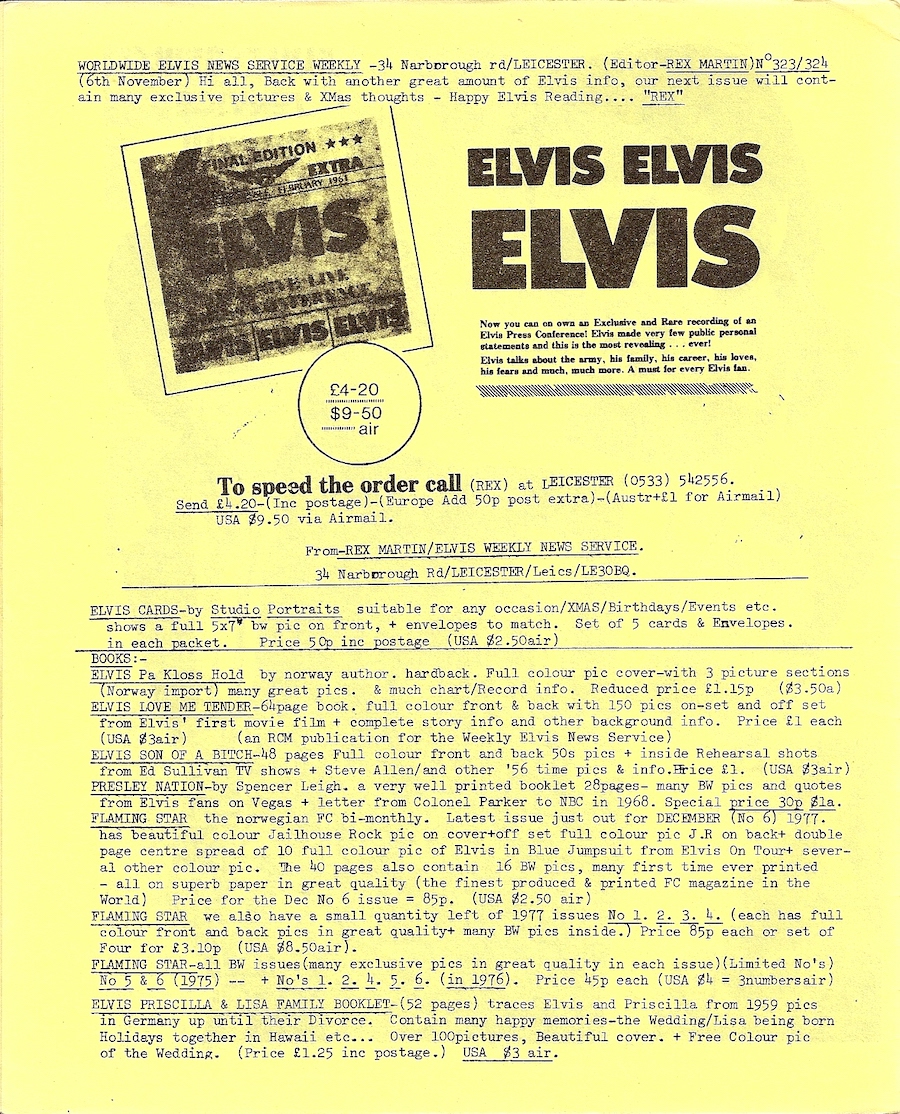 WORLDWIDE ELVIS NEWS SERVICE WEEKLY -34 Narborough rd/LEICESTER. (Editor-REX MARTIN)Nº323/324
(6th November) Hi all, Back with another great amount of Elvis info, our next issue will cont-
ain many exclusive pictures & XMas thoughts - Happy Elvis Reading.... "REX"
FINAL EDITION ★★★
EXTRA
FEBRUARY 1961
ELVIS
LIVE
ELVIS ELVIS ELVIS
£4-20
$9-50
air
ELVIS ELVIS
ELVIS
Now you can on own an Exclusive and Rare recording of an
Elvis Press Conference! Elvis made very few public personal
statements and this is the most revealing . . . ever!
Elvis talks about the army, his family, his career, his loves,
his fears and much, much more. A must for every Elvis fan.
To speed the order call (REX) at LEICESTER (0533) 542556.
Send £4.20-(Inc postage)-(Europe Add 50p post extra)-(Austr+£1 for Airmail)
USA $9.50 via Airmail.
From-REX MARTIN/ELVIS WEEKLY NEWS SERVICE.
34 Narborough Rd/LEICESTER/Leics/LE30BQ.
ELVIS CARDS-by Studio Portraits suitable for any occasion/XMAS/Birthdays/Events etc.
shows a full 5x7" bw pic on front, + envelopes to match. Set of 5 cards & Envelopes.
in each packet. Price 50p inc postage (USA $2.50air)
BOOKS:-
ELVIS Pa Kloss Hold by norway author. hardback. Full colour pic cover-with 3 picture sections
(Norway import) many great pics. & much chart/Record info. Reduced price £1.15p ($3.50a)
ELVIS LOVE ME TENDER-64page book. full colour front & back with 150 pics on-set and off set
from Elvis' first movie film + complete story info and other background info. Price £1 each
(USA $3air) (an RCM publication for the Weekly Elvis News Service)
ELVIS SON OF A BITCH-48 pages Full colour front and back 50s pics + inside Rehearsal shots
from Ed Sullivan TV shows + Steve Allen/and other '56 time pics & info.Price £1. (USA $3air)
PRESLEY NATION-by Spencer Leigh. a very well printed booklet 28pages- many BW pics and quotes
from Elvis fans on Vegas + letter from Colonel Parker to NBC in 1968. Special price 30p $1a.
FLAMING STAR the norwegian FC bi-monthly. Latest issue just out for DECEMBER (No 6) 1977.
has beautiful colour Jailhouse Rock pic on cover+off set full colour pic J.R on back+ double
page centre spread of 10 full colour pic of Elvis in Blue Jumpsuit from Elvis On Tour+ sever-
al other colour pic. The 40 pages also contain 16 BW pics, many first time ever printed
- all on superb paper in great quality (the finest produced & printed FC magazine in the
World) Price for the Dec No 6 issue = 85p. (USA $2.50 air)
FLAMING STAR we also have a small quantity left of 1977 issues No 1. 2. 3. 4. (each has full
colour front and back pics in great quality+ many BW pics inside.) Price 85p each or set of
Four for £3.10p (USA $8.50air).
FLAMING STAR-all BW issues(many exclusive pics in great quality in each issue)(Limited No's)
No 5 & 6 (1975) -- + No's 1. 2. 4. 5. 6. (in 1976). Price 45p each (USA $4 = 3numbersair)
ELVIS PRISCILLA & LISA FAMILY BOOKLET-(52 pages) traces Elvis and Priscilla from 1959 pics
in Germany up until their Divorce. Contain many happy memories-the Wedding/Lisa being born
Holidays together in Hawaii etc... Over 100pictures, Beautiful cover. + Free Colour pic
of the Wedding. (Price £1.25 inc postage.) USA $3 air.